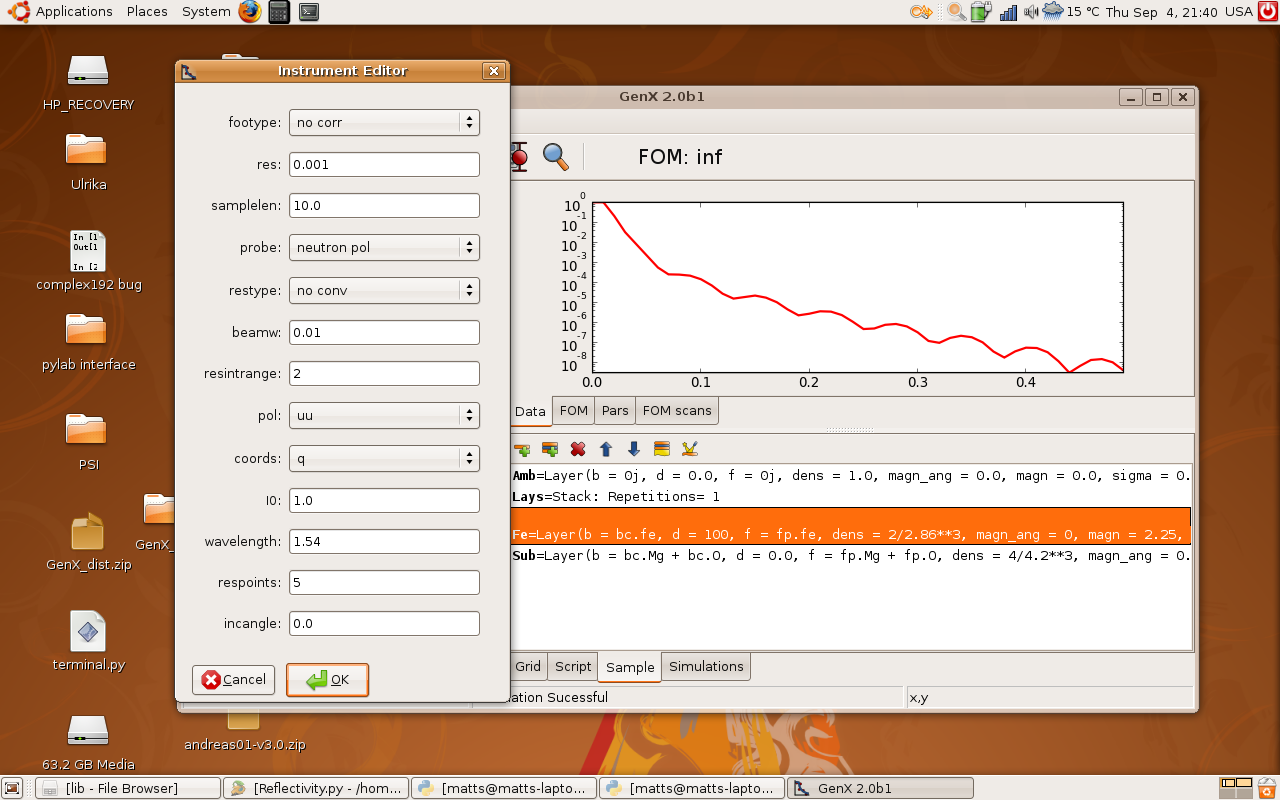 Applications Places System 15 °C Thu Sep 4, 21:40 USA
HP_RECOVERY
Ulrika
In [1
Out[1
In [2
complex192 bug
pylab interface
PSI
GenX_
GenX_dist.zip
terminal.py
andreas01-v3.0.zip
63.2 GB Media
Instrument Editor
footype: no corr
res: 0.001
samplelen: 10.0
probe: neutron pol
restype: no conv
beamw: 0.01
resintrange: 2
pol: uu
coords: q
I0: 1.0
wavelength: 1.54
respoints: 5
incangle: 0.0
Cancel OK
GenX 2.0b1
FOM: inf
10^0
10^-1
10^-2
10^-3
10^-4
10^-5
10^-6
10^-7
10^-8
0.0 0.1 0.2 0.3 0.4
Data FOM Pars FOM scans
Amb=Layer(b = 0j, d = 0.0, f = 0j, dens = 1.0, magn_ang = 0.0, magn = 0.0, sigma = 0.
Lays=Stack: Repetitions= 1
Fe=Layer(b = bc.fe, d = 100, f = fp.fe, dens = 2/2.86**3, magn_ang = 0, magn = 2.25,
Sub=Layer(b = bc.Mg + bc.O, d = 0.0, f = fp.Mg + fp.O, dens = 4/4.2**3, magn_ang = 0.
Grid Script Sample Simulations
ation Sucessful x,y
[lib - File Browser] [Reflectivity.py - /hom... [matts@matts-lapto... [matts@matts-lapto... GenX 2.0b1